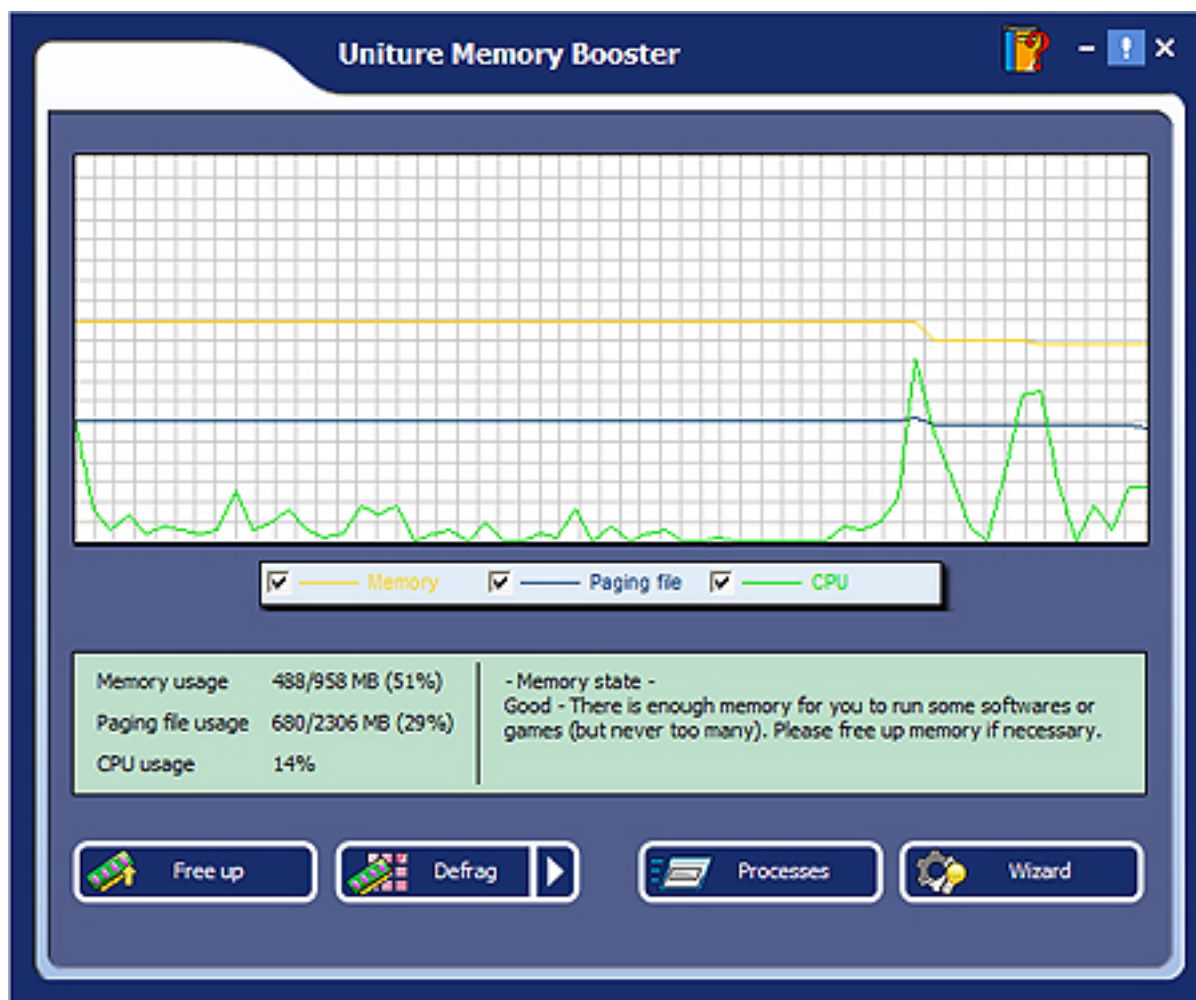 Uniture Memory Booster
Memory
Paging file
CPU
Memory usage 488/958 MB (51%)
Paging file usage 680/2306 MB (29%)
CPU usage 14%
- Memory state -
Good - There is enough memory for you to run some softwares or
games (but never too many). Please free up memory if necessary.
Free up
Defrag
Processes
Wizard